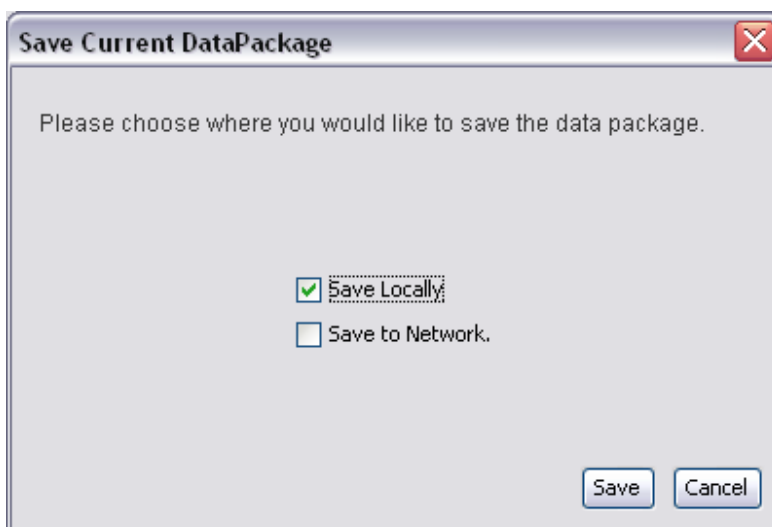 Save Current DataPackage
Please choose where you would like to save the data package.
Save Locally
Save to Network.
Save Cancel